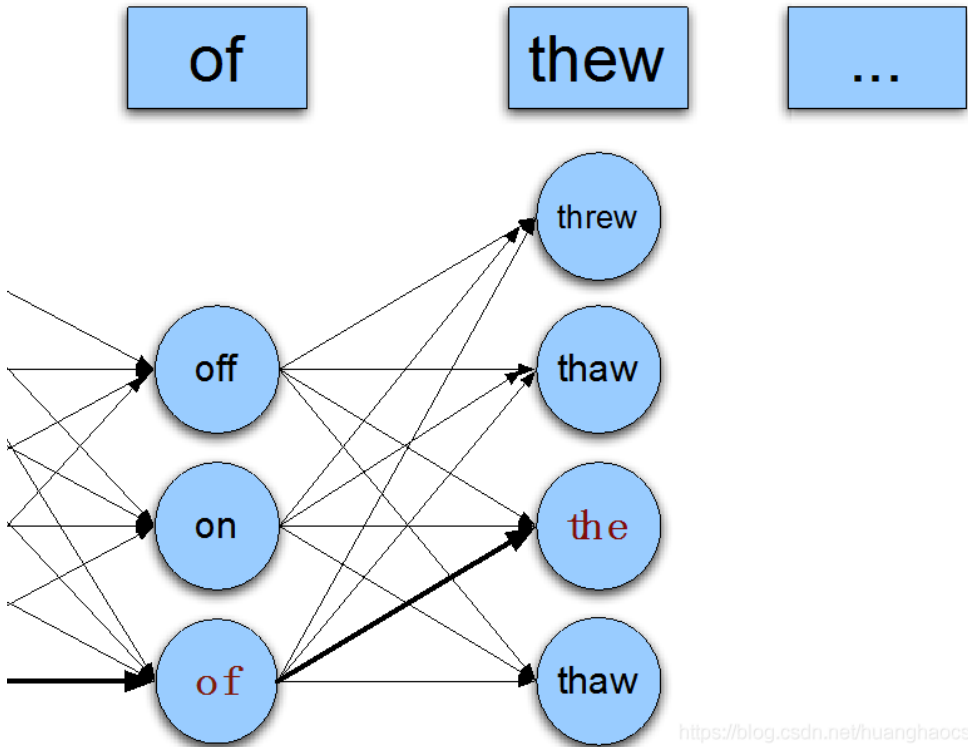 of thew ...
threw
off thaw
on the
of thaw
https://blog.csdn.net/huanghaocs